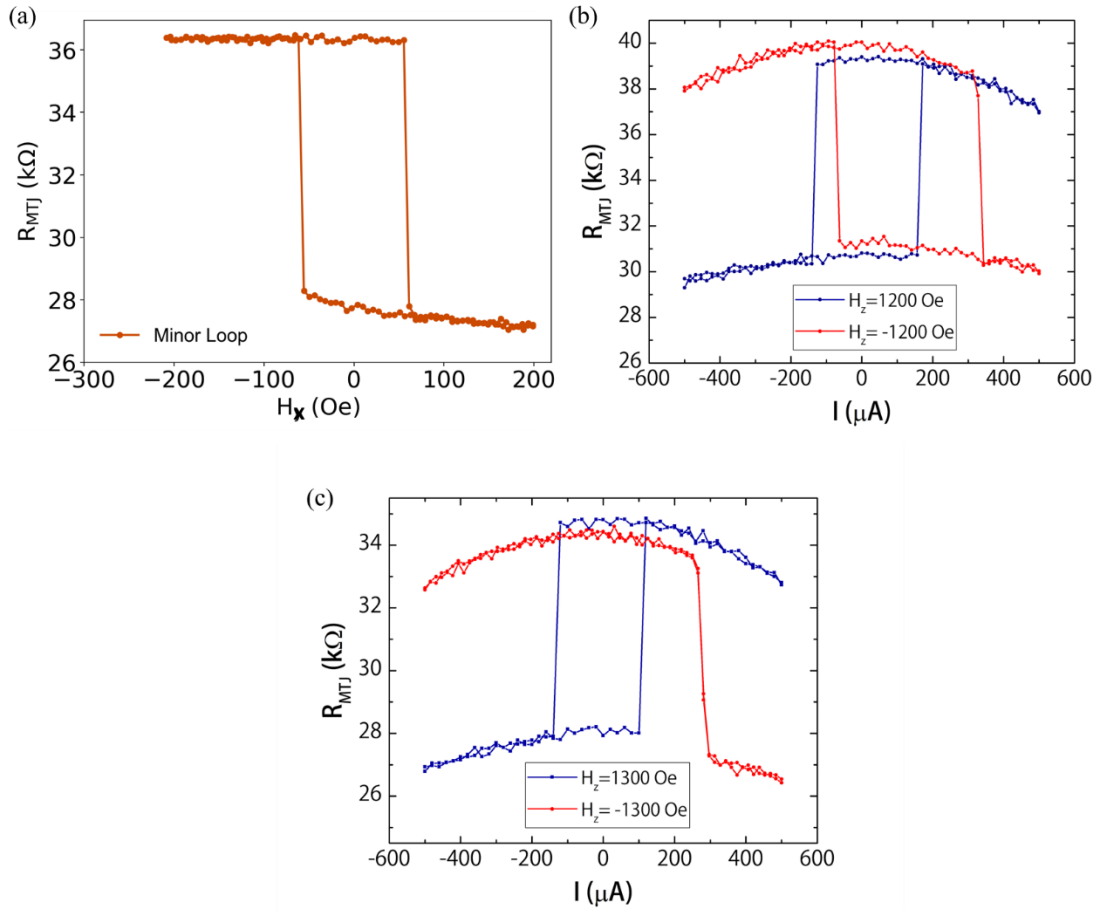 (a)
36
34
32
30
28
26
R_MTJ (kΩ)
Minor Loop
−300 −200 −100 0 100 200
H_X (Oe)
(b)
40
38
36
34
32
30
28
26
R_MTJ (kΩ)
H_z=1200 Oe
H_z= -1200 Oe
-600 -400 -200 0 200 400 600
I (μA)
(c)
34
32
30
28
26
R_MTJ (kΩ)
H_z=1300 Oe
H_z= -1300 Oe
-600 -400 -200 0 200 400 600
I (μA)